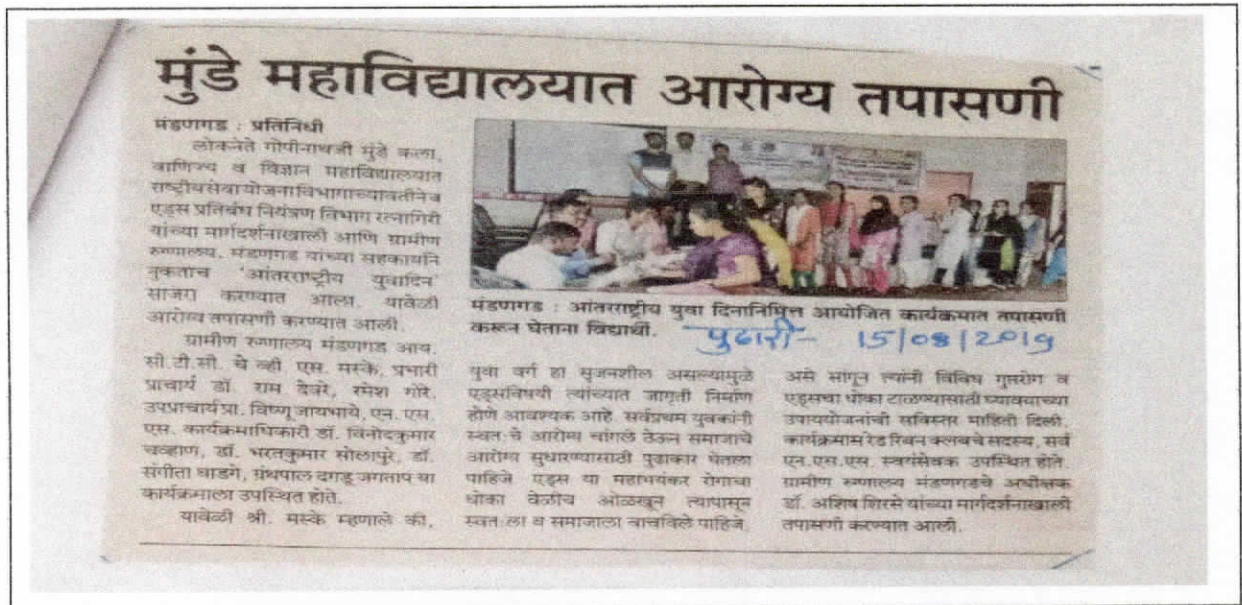 मुंडे महाविद्यालयात आरोग्य तपासणी
मंडणगड : प्रतिनिधी
लोकनेते गोपीनाथजी मुंडे कला,
वाणिज्य व विज्ञान महाविद्यालयात
राष्ट्रीयसेवायोजनाविभागाच्यावतीनेव
एड्स प्रतिबंध नियंत्रण विभाग रत्नागिरी
यांच्या मार्गदर्शनाखाली आणि ग्रामीण
रुग्णालय, मंडणगड यांच्या सहकार्याने
नुकताच 'आंतरराष्ट्रीय युवादिन'
साजरा करण्यात आला. यावेळी
आरोग्य तपासणी करण्यात आली.
ग्रामीण रुग्णालय मंडणगड आय.
सी.टी.सी. चे व्ही एस. मस्के, प्रभारी
प्राचार्य डॉ. राम देवरे, रमेश गोरे,
उपप्राचार्य प्रा. विष्णू जायभाये, एन. एस.
एस. कार्यक्रमाधिकारी डॉ. विनोदकुमार
चव्हाण, डॉ. भरतकुमार सोलापुरे, डॉ.
संगीता घाडगे, ग्रंथपाल दगडू जगताप या
कार्यक्रमाला उपस्थित होते.
यावेळी श्री. मस्के म्हणाले की,
मंडणगड : आंतरराष्ट्रीय युवा दिनानिमित्त आयोजित कार्यक्रमात तपासणी
करून घेताना विद्यार्थी.
पुढारी - 15/08/2019
युवा वर्ग हा सृजनशील असल्यामुळे
एड्सविषयी त्यांच्यात जागृती निर्माण
होणे आवश्यक आहे. सर्वप्रथम युवकांनी
स्वत:चे आरोग्य चांगले ठेऊन समाजाचे
आरोग्य सुधारण्यासाठी पुढाकार घेतला
पाहिजे एड्स या महाभयंकर रोगाचा
धोका वेळीच ओळखून त्यापासून
स्वत:ला व समाजाला वाचविले पाहिजे.
असे सांगून त्यांनी विविध गुप्तरोग व
एड्सचा धोका टाळण्यासाठी घ्यावयाच्या
उपाययोजनांची सविस्तर माहिती दिली.
कार्यक्रमास रेड रिबन क्लबचे सदस्य, सर्व
एन.एस.एस. स्वयंसेवक उपस्थित होते.
ग्रामीण रुग्णालय मंडणगडचे अधीक्षक
डॉ. अशिष शिरसे यांच्या मार्गदर्शनाखाली
तपासणी करण्यात आली.